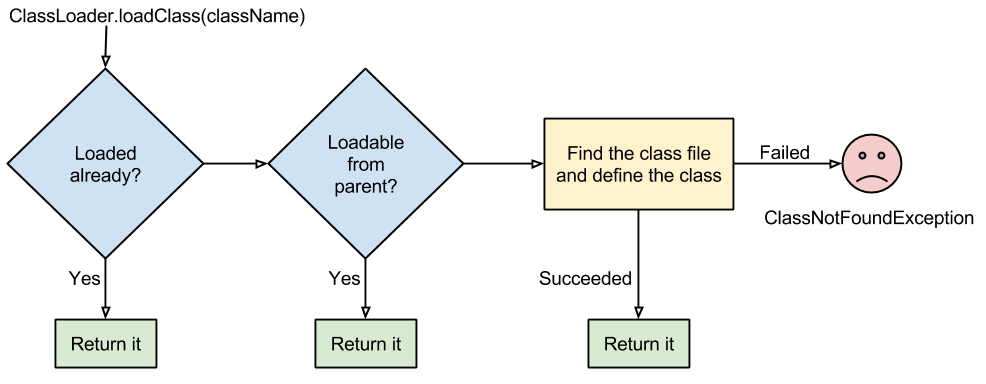 ClassLoader.loadClass(className)
Loaded
already?
Loadable
from
parent?
Find the class file
and define the class
Failed
ClassNotFoundException
Yes
Yes
Succeeded
Return it
Return it
Return it